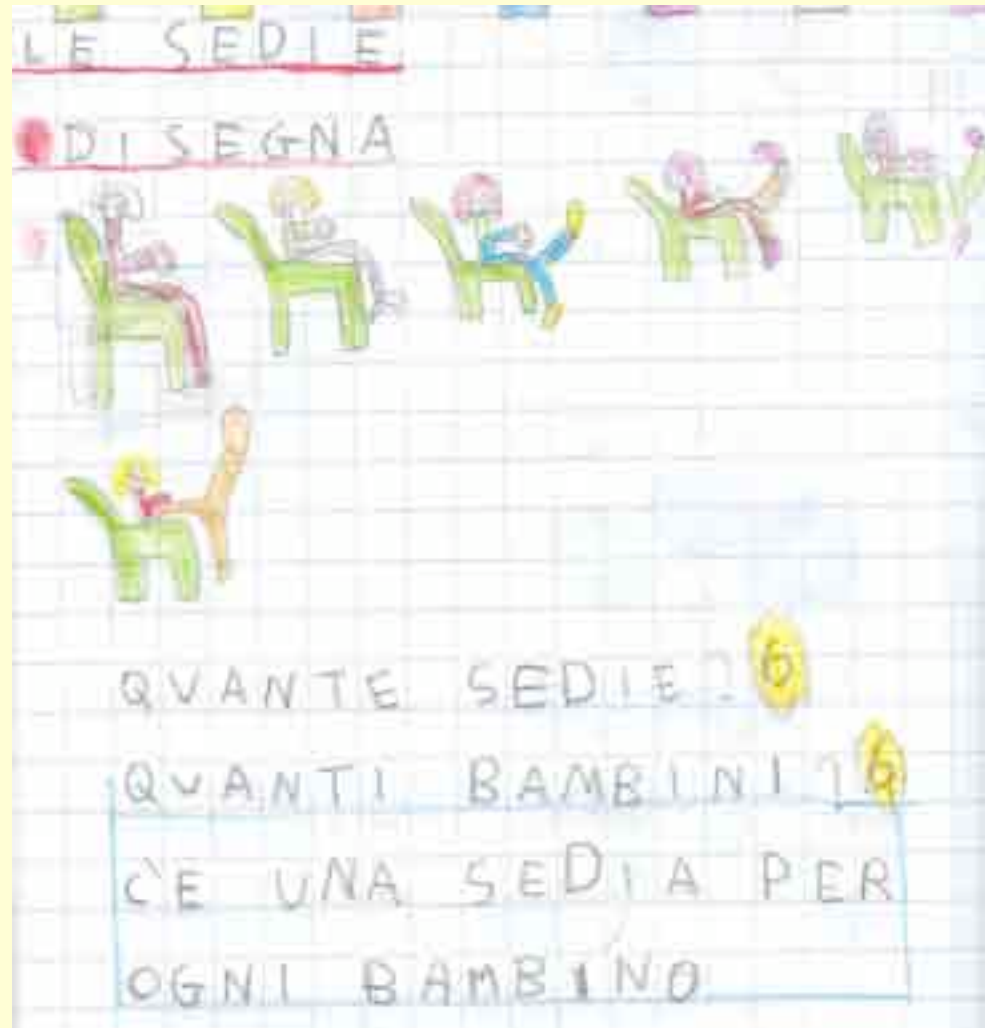 LE SEDIE
DISEGNA
QVANTE SEDIE? 6
QVANTI BAMBINI? 6
C'E UNA SEDIA PER
OGNI BAMBINO